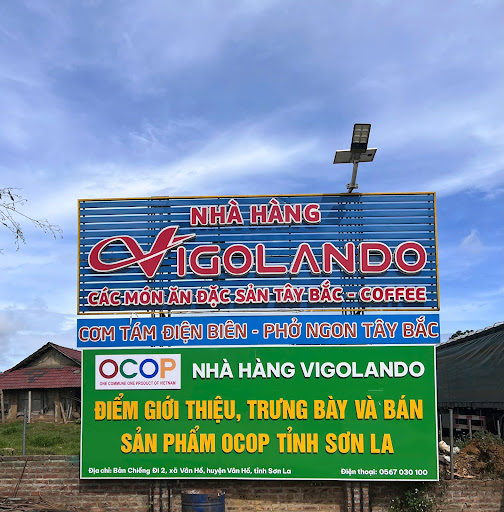 NHÀ HÀNG
VIGOLANDO
CÁC MÓN ĂN ĐẶC SẢN TÂY BẮC - COFFEE
CƠM TÁM ĐIỆN BIÊN - PHỞ NGON TÂY BẮC
OCOP
ONE COMMUNE ONE PRODUCT OF VIETNAM
NHÀ HÀNG VIGOLANDO
ĐIỂM GIỚI THIỆU, TRƯNG BÀY VÀ BÁN
SẢN PHẨM OCOP TỈNH SƠN LA
Địa chỉ: Bản Chiềng Đi 2, xã Vân Hồ, huyện Vân Hồ, tỉnh Sơn La
Điện thoại: 0567 030 100